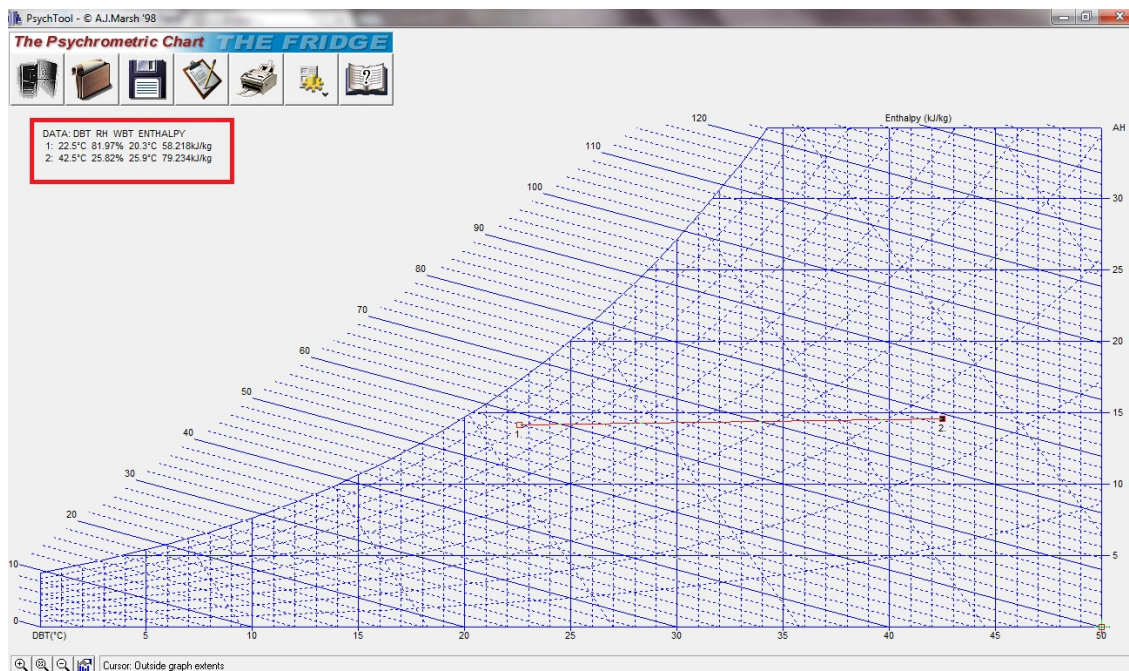 PsychTool - © A.J.Marsh '98
The Psychrometric Chart THE FRIDGE
DATA: DBT RH WBT ENTHALPY
1: 22.5°C 81.97% 20.3°C 58.218kJ/kg
2: 42.5°C 25.82% 25.9°C 79.234kJ/kg
120
Enthalpy (kJ/kg)
AH
110
30
100
90
25
80
70
20
60
50
15
1
2
40
30
10
20
5
10
0
DBT(°C) 5 10 15 20 25 30 35 40 45 50
Cursor: Outside graph extents